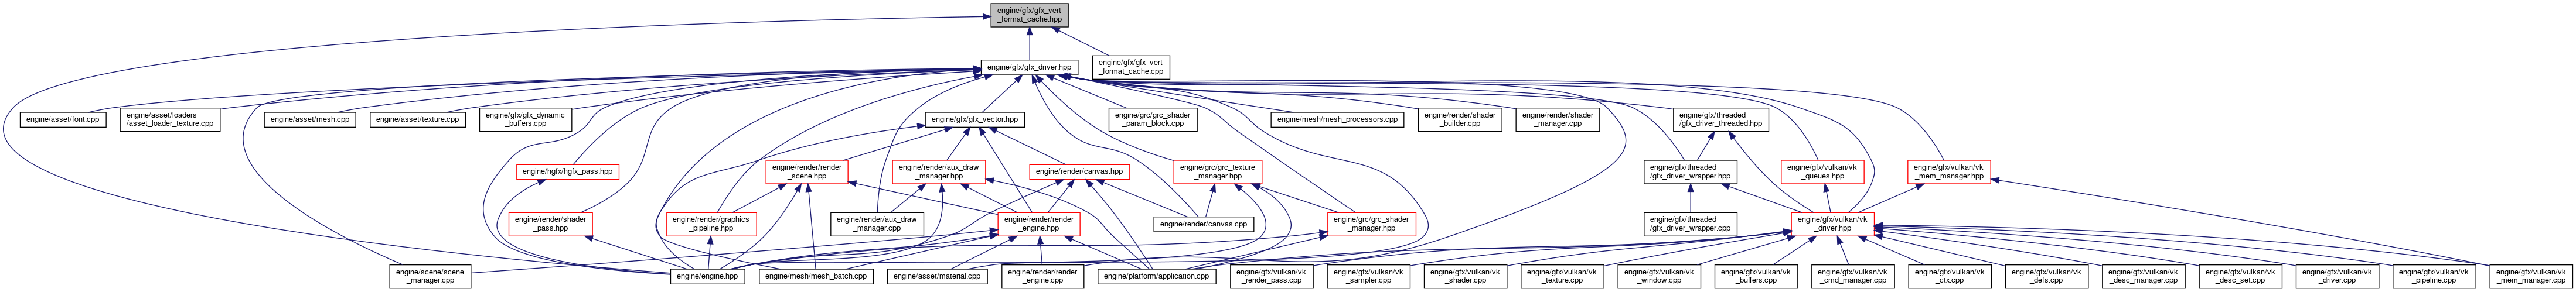 engine/gfx/gfx_vert
_format_cache.hpp
engine/gfx/gfx_driver.hpp
engine/gfx/gfx_vert
_format_cache.cpp
engine/asset/font.cpp
engine/asset/loaders
/asset_loader_texture.cpp
engine/asset/mesh.cpp
engine/asset/texture.cpp
engine/gfx/gfx_dynamic
_buffers.cpp
engine/gfx/gfx_vector.hpp
engine/grc/grc_shader
_param_block.cpp
engine/mesh/mesh_processors.cpp
engine/render/shader
_builder.cpp
engine/render/shader
_manager.cpp
engine/gfx/threaded
/gfx_driver_threaded.hpp
engine/hgfx/hgfx_pass.hpp
engine/render/render
_scene.hpp
engine/render/aux_draw
_manager.hpp
engine/render/canvas.hpp
engine/grc/grc_texture
_manager.hpp
engine/gfx/threaded
/gfx_driver_wrapper.hpp
engine/gfx/vulkan/vk
_queues.hpp
engine/gfx/vulkan/vk
_mem_manager.hpp
engine/render/shader
_pass.hpp
engine/render/graphics
_pipeline.hpp
engine/render/aux_draw
_manager.cpp
engine/render/render
_engine.hpp
engine/render/canvas.cpp
engine/grc/grc_shader
_manager.hpp
engine/gfx/threaded
/gfx_driver_wrapper.cpp
engine/gfx/vulkan/vk
_driver.hpp
engine/scene/scene
_manager.cpp
engine/engine.hpp
engine/mesh/mesh_batch.cpp
engine/asset/material.cpp
engine/render/render
_engine.cpp
engine/platform/application.cpp
engine/gfx/vulkan/vk
_render_pass.cpp
engine/gfx/vulkan/vk
_sampler.cpp
engine/gfx/vulkan/vk
_shader.cpp
engine/gfx/vulkan/vk
_texture.cpp
engine/gfx/vulkan/vk
_window.cpp
engine/gfx/vulkan/vk
_buffers.cpp
engine/gfx/vulkan/vk
_cmd_manager.cpp
engine/gfx/vulkan/vk
_ctx.cpp
engine/gfx/vulkan/vk
_defs.cpp
engine/gfx/vulkan/vk
_desc_manager.cpp
engine/gfx/vulkan/vk
_desc_set.cpp
engine/gfx/vulkan/vk
_driver.cpp
engine/gfx/vulkan/vk
_pipeline.cpp
engine/gfx/vulkan/vk
_mem_manager.cpp